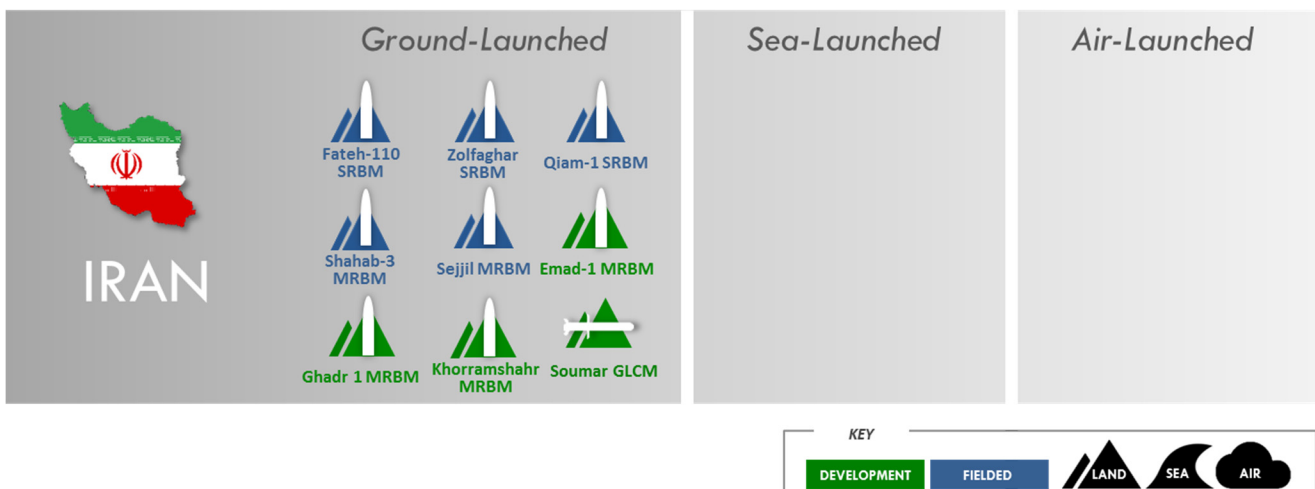 Ground-Launched
Sea-Launched
Air-Launched
IRAN
Fateh-110
SRBM
Zolfaghar
SRBM
Qiam-1 SRBM
Shahab-3
MRBM
Sejjil MRBM
Emad-1 MRBM
Ghadr 1 MRBM
Khorramshahr
MRBM
Soumar GLCM
KEY
DEVELOPMENT
FIELDED
LAND
SEA
AIR